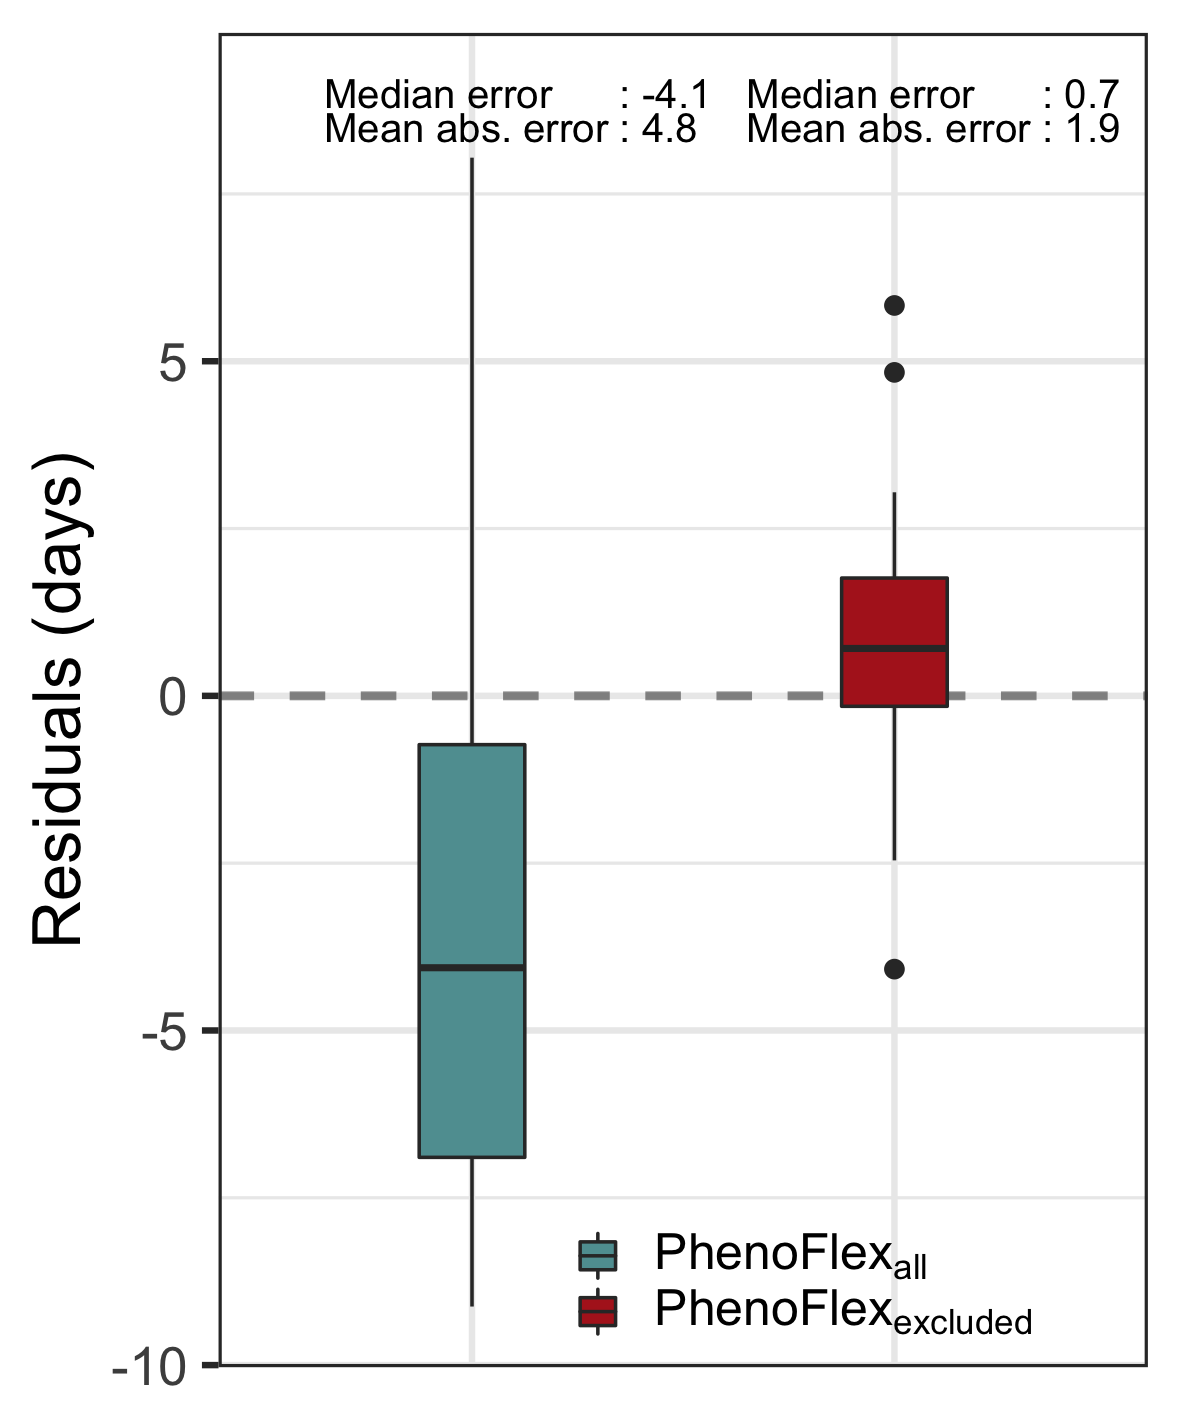 Median error : -4.1
Mean abs. error : 4.8
Median error : 0.7
Mean abs. error : 1.9
Residuals (days)
5
0
-5
-10
PhenoFlexall
PhenoFlexexcluded